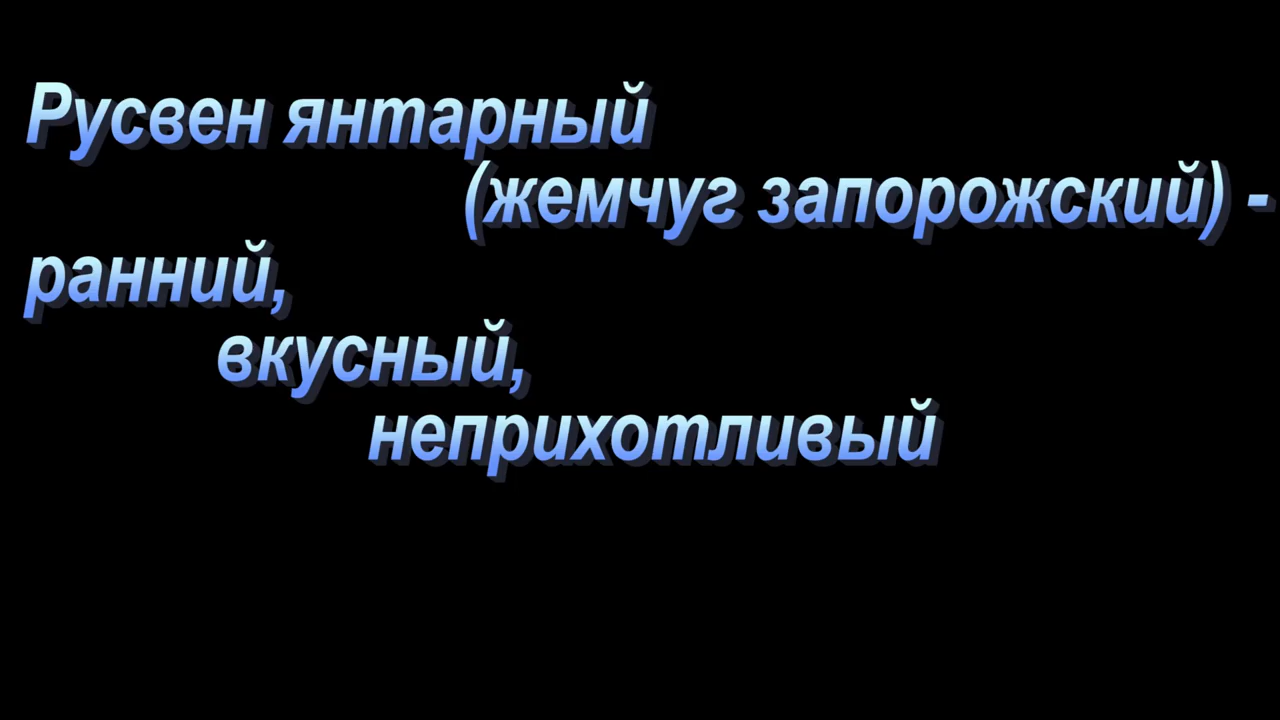 Русвен янтарный
(жемчуг запорожский) -
ранний,
вкусный,
неприхотливый